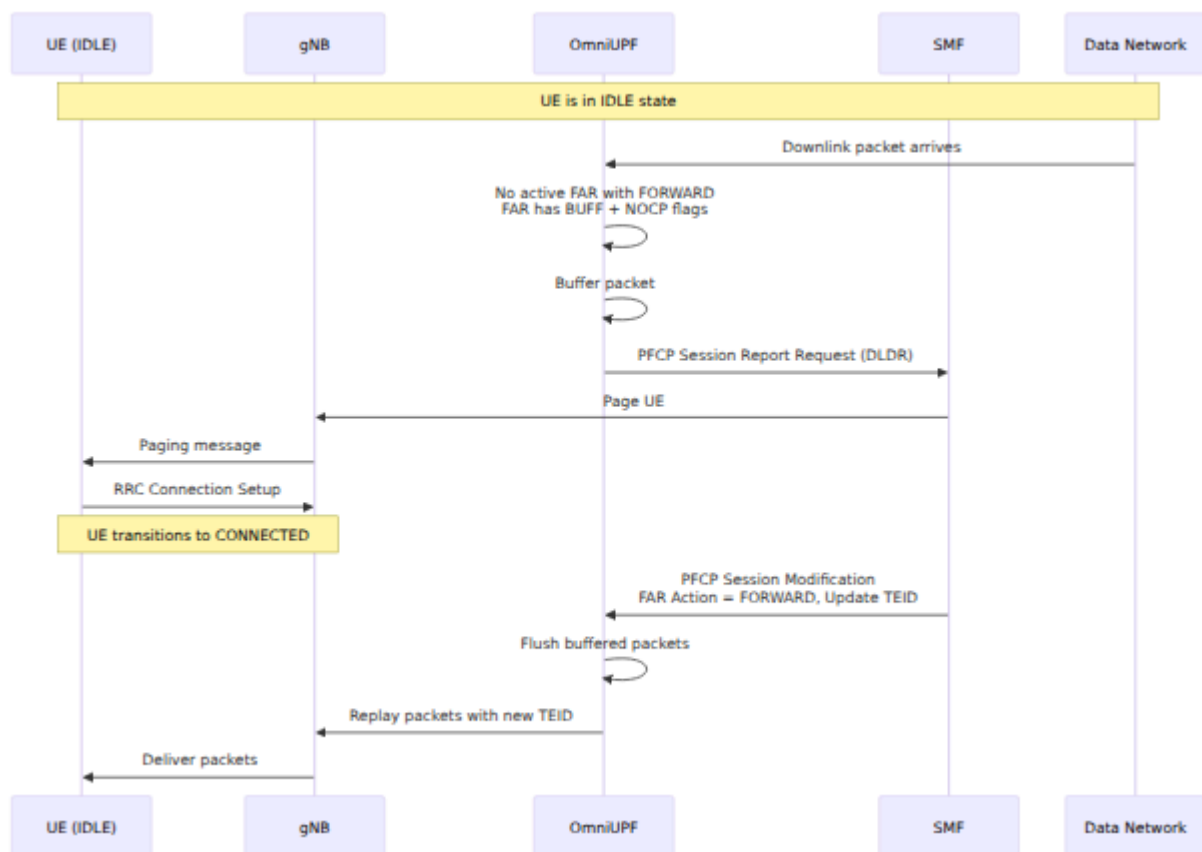 UE (IDLE)
gNB
OmniUPF
SMF
Data Network
UE is in IDLE state
Downlink packet arrives
No active FAR with FORWARD
FAR has BUFF + NOCP flags
Buffer packet
PFCP Session Report Request (DLDR)
Page UE
Paging message
RRC Connection Setup
UE transitions to CONNECTED
PFCP Session Modification
FAR Action = FORWARD, Update TEID
Flush buffered packets
Replay packets with new TEID
Deliver packets
UE (IDLE)
gNB
OmniUPF
SMF
Data Network